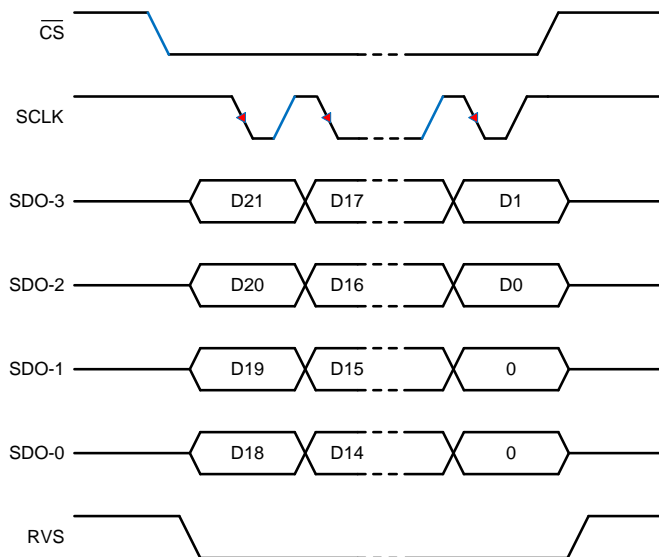 C̅S̅
SCLK
SDO-3 D21 D17 D1
SDO-2 D20 D16 D0
SDO-1 D19 D15 0
SDO-0 D18 D14 0
RVS